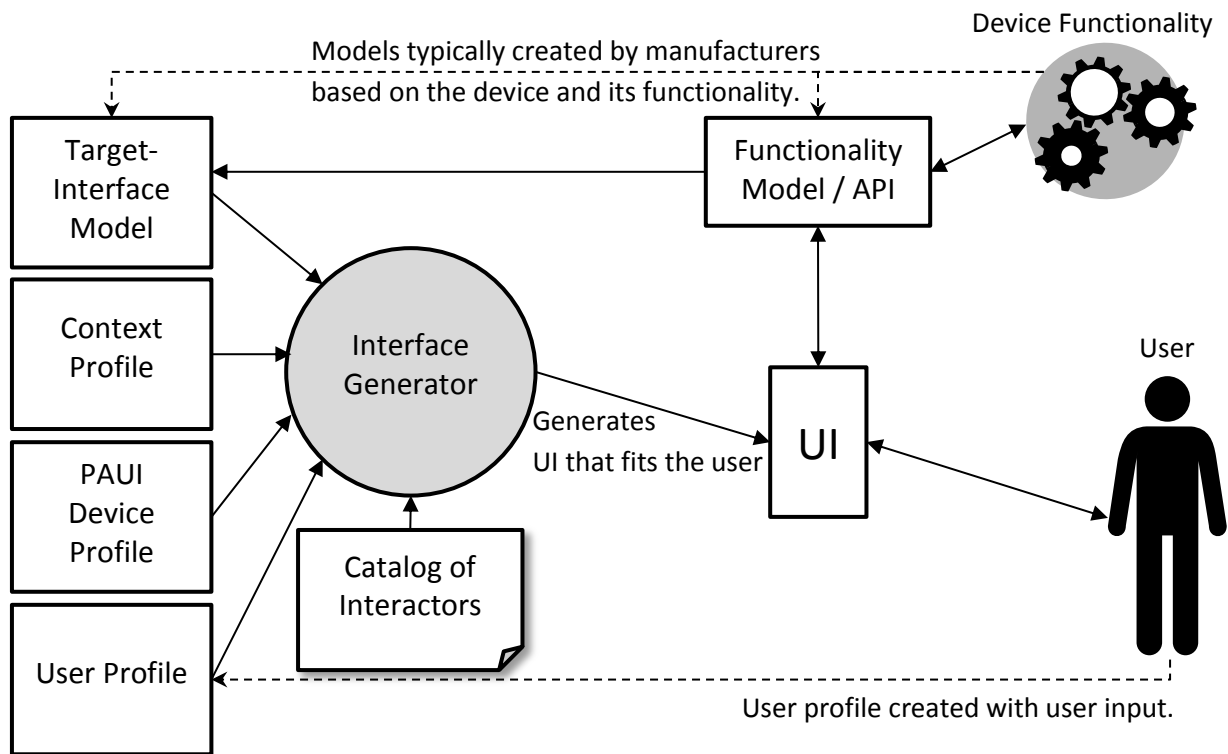 Device Functionality
Models typically created by manufacturers
based on the device and its functionality.
Target-
Interface
Model
Functionality
Model / API
Context
Profile
Interface
Generator
User
Generates
UI that fits the user
UI
PAUI
Device
Profile
Catalog of
Interactors
User Profile
User profile created with user input.